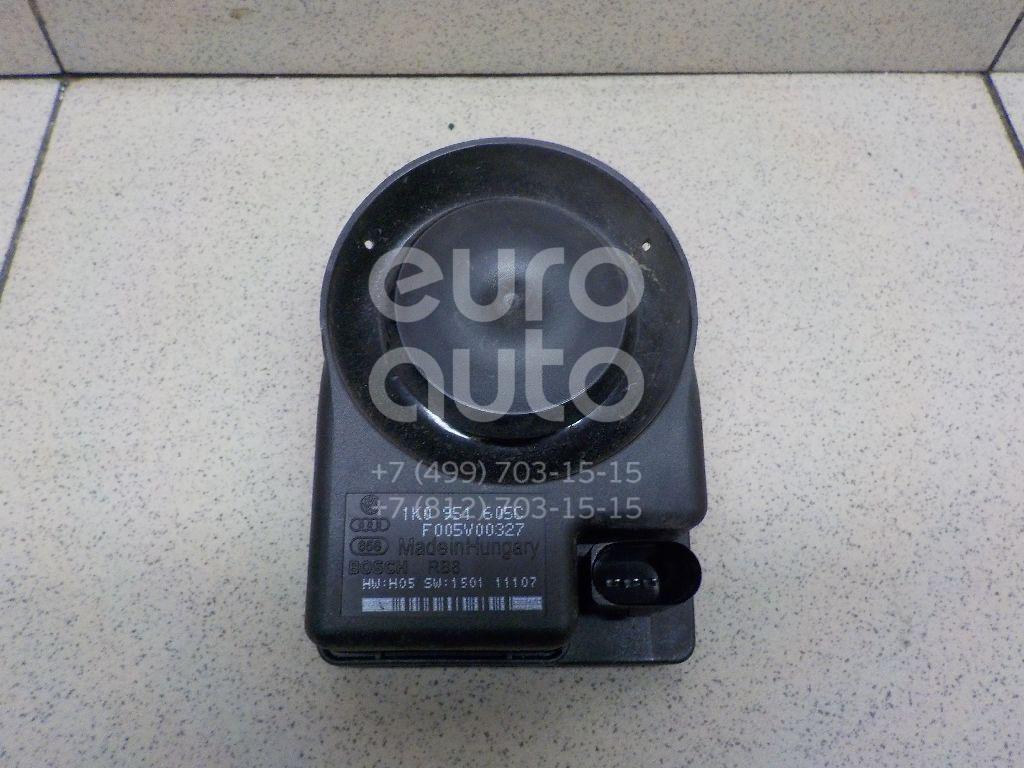 euro
auto
+7 (499) 703-15-15
+7 (812) 703-15-15
1K0 951 605C
F005V00327
Made in Hungary
BOSCH RBB
HW:H05 SW:1501 11107